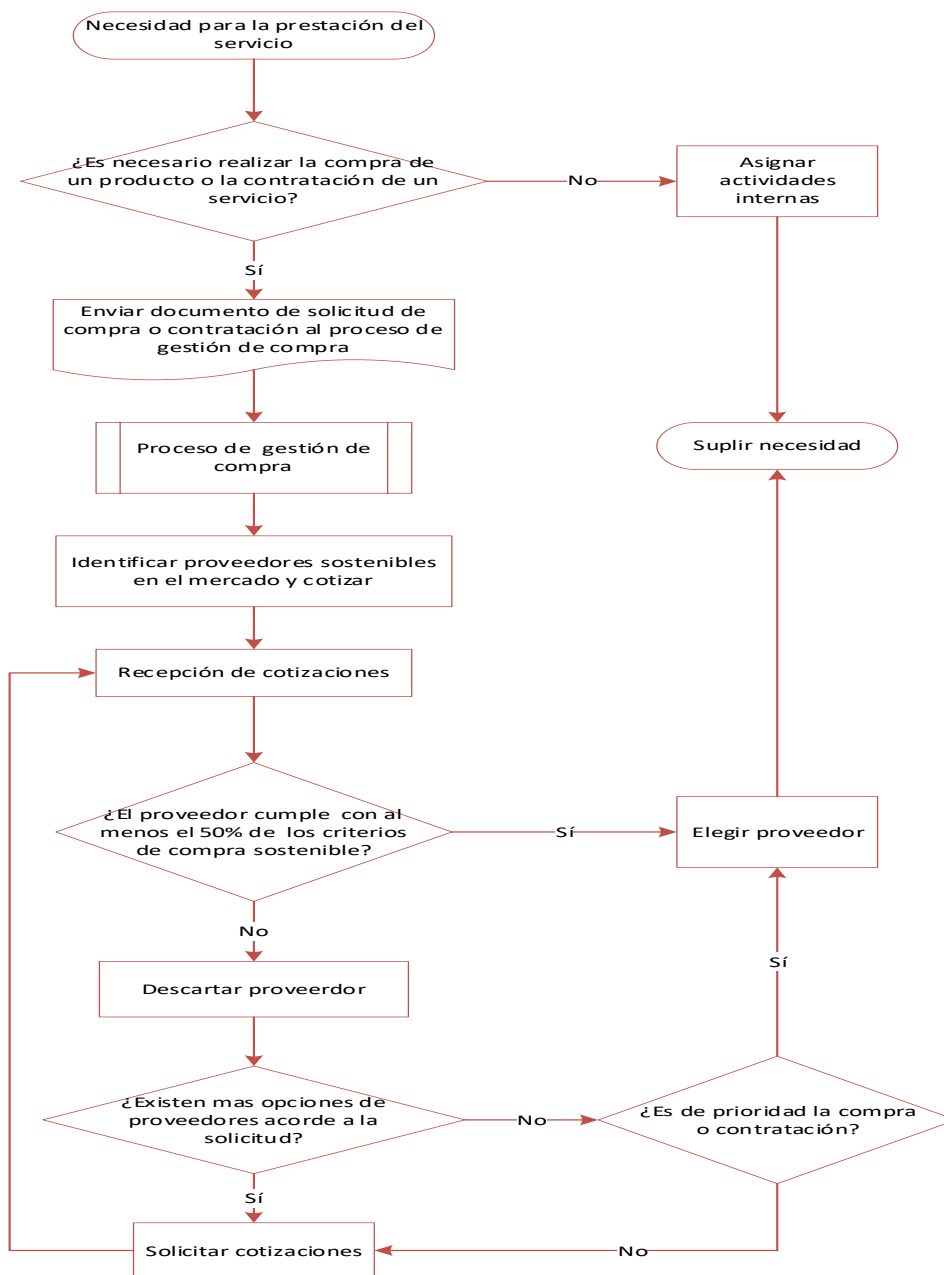 Necesidad para la prestación del
servicio
¿Es necesario realizar la compra de
un producto o la contratación de un
servicio?
No
Asignar
actividades
internas
Sí
Enviar documento de solicitud de
compra o contratación al proceso de
gestión de compra
Proceso de gestión de
compra
Suplir necesidad
Identificar proveedores sostenibles
en el mercado y cotizar
Recepción de cotizaciones
¿El proveedor cumple con al
menos el 50% de los criterios
de compra sostenible?
Sí
Elegir proveedor
No
Descartar proveerdor
Sí
¿Existen mas opciones de
proveedores acorde a la
solicitud?
No
¿Es de prioridad la compra
o contratación?
Sí
Solicitar cotizaciones
No